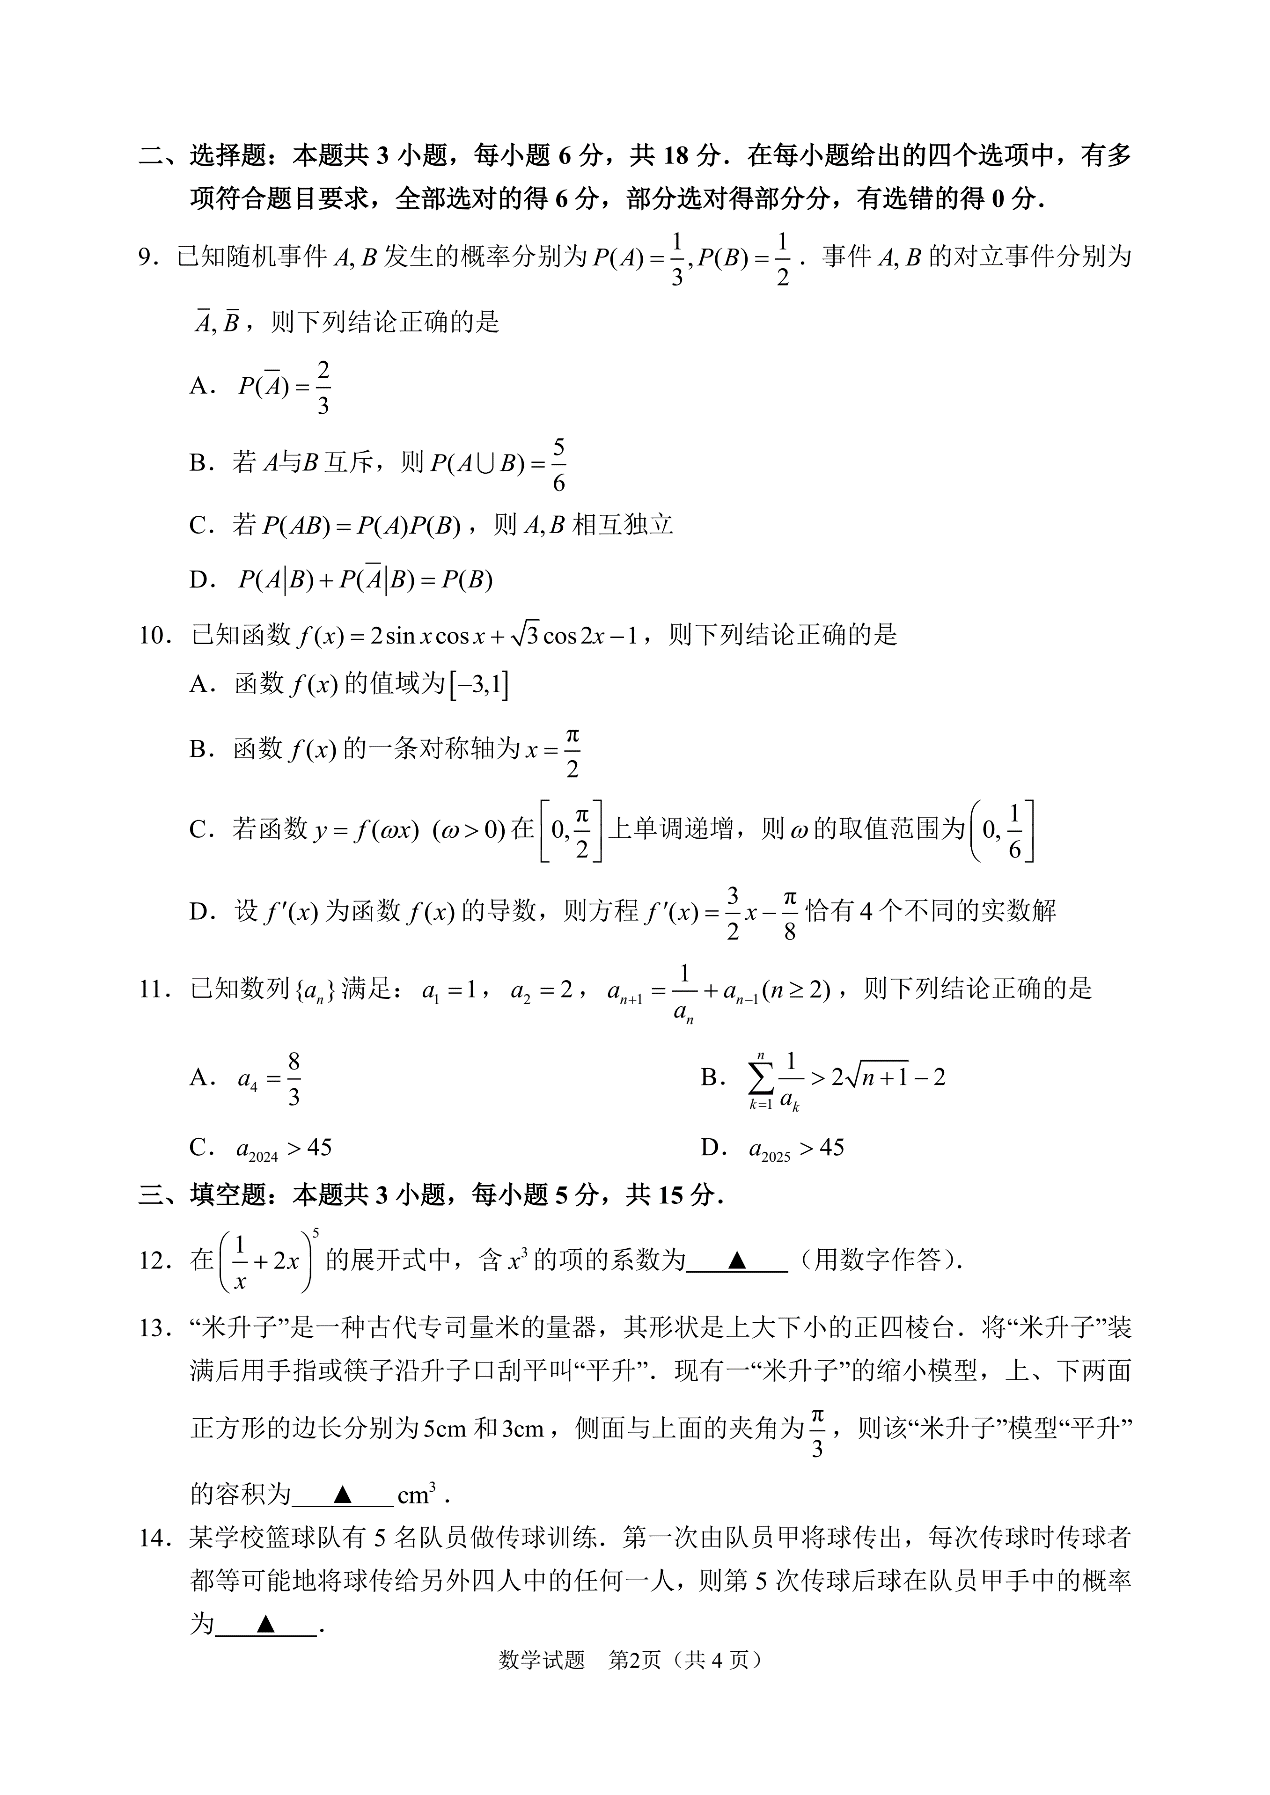 二、选择题：本题共 3 小题，每小题 6 分，共 18 分．在每小题给出的四个选项中，有多
项符合题目要求，全部选对的得 6 分，部分选对得部分分，有选错的得 0 分．
9．已知随机事件 A, B 发生的概率分别为 P(A) = 1/3, P(B) = 1/2 ．事件 A, B 的对立事件分别为
A̅, B̅，则下列结论正确的是
A． P(A̅) = 2/3
B．若 A与B 互斥，则 P(A∪B) = 5/6
C．若 P(AB) = P(A)P(B)，则 A,B 相互独立
D． P(A|B) + P(A̅|B) = P(B)
10．已知函数 f(x) = 2sin x cos x + √3 cos 2x − 1，则下列结论正确的是
A．函数 f(x) 的值域为 [−3,1]
B．函数 f(x) 的一条对称轴为 x = π/2
C．若函数 y = f(ωx) (ω > 0) 在 [0, π/2] 上单调递增，则 ω 的取值范围为 (0, 1/6]
D．设 f′(x) 为函数 f(x) 的导数，则方程 f′(x) = 3/2 x − π/8 恰有 4 个不同的实数解
11．已知数列 {aₙ} 满足：a₁ = 1，a₂ = 2，aₙ₊₁ = 1/aₙ + aₙ₋₁ (n ≥ 2)，则下列结论正确的是
A． a₄ = 8/3 B． ∑ₖ₌₁ⁿ 1/aₖ > 2√(n+1) − 2
C． a₂₀₂₄ > 45 D． a₂₀₂₅ > 45
三、填空题：本题共 3 小题，每小题 5 分，共 15 分．
12．在 (1/x + 2x)⁵ 的展开式中，含 x³ 的项的系数为 ▲ （用数字作答）．
13．“米升子”是一种古代专司量米的量器，其形状是上大下小的正四棱台．将“米升子”装
满后用手指或筷子沿升子口刮平叫“平升”．现有一“米升子”的缩小模型，上、下两面
正方形的边长分别为 5cm 和 3cm，侧面与上面的夹角为 π/3，则该“米升子”模型“平升”
的容积为 ▲ cm³．
14．某学校篮球队有 5 名队员做传球训练．第一次由队员甲将球传出，每次传球时传球者
都等可能地将球传给另外四人中的任何一人，则第 5 次传球后球在队员甲手中的概率
为 ▲ ．
数学试题 第2页（共 4 页）